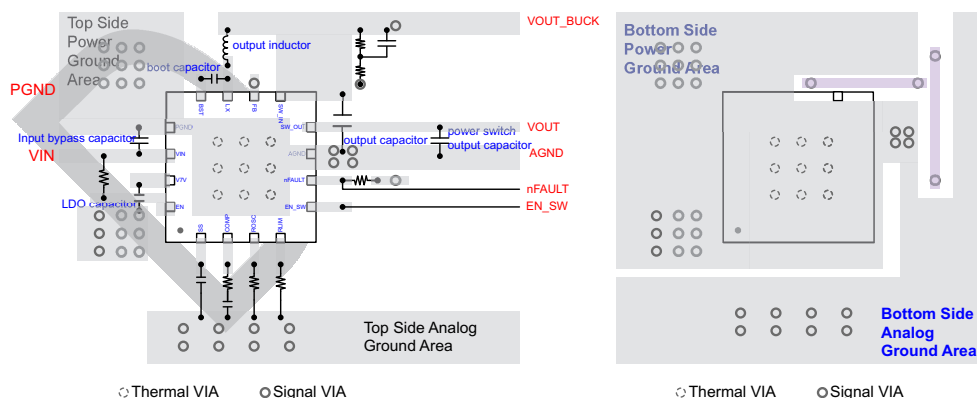 Top Side
Power
Ground
Area
VOUT_BUCK
output inductor
boot capacitor
PGND
BST
LX
FB
SW_IN
Input bypass capacitor
PGND
SW_OUT
VOUT
power switch
output capacitor
output capacitor
VIN
VIN
AGND
AGND
V7V
nFAULT
nFAULT
LDO capacitor
EN
EN_SW
EN_SW
SS
COMP
ROSC
RLIM
Top Side Analog
Ground Area
Thermal VIA
Signal VIA
Bottom Side
Power
Ground Area
Bottom Side
Analog
Ground Area
Thermal VIA
Signal VIA